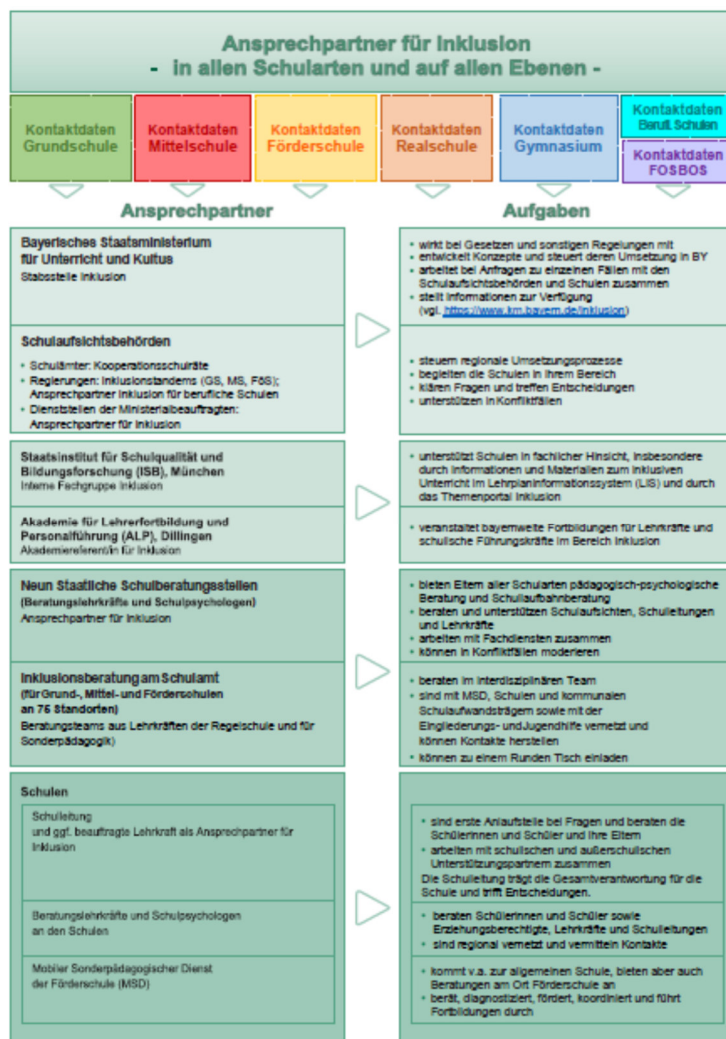 Ansprechpartner für Inklusion
- in allen Schularten und auf allen Ebenen -
Kontaktdaten
Grundschule
Kontaktdaten
Mittelschule
Kontaktdaten
Förderschule
Kontaktdaten
Realschule
Kontaktdaten
Gymnasium
Kontaktdaten
Berufl. Schulen
Kontaktdaten
FOSBOS
Ansprechpartner
Aufgaben
Bayerisches Staatsministerium
für Unterricht und Kultus
Stabsstelle Inklusion
• wirkt bei Gesetzen und sonstigen Regelungen mit
• entwickelt Konzepte und steuert deren Umsetzung in BY
• arbeitet bei Anfragen zu einzelnen Fällen mit den
Schulaufsichtsbehörden und Schulen zusammen
• stellt Informationen zur Verfügung
(vgl. https://www.km.bayern.de/inklusion)
Schulaufsichtsbehörden
• Schulämter: Kooperationsschulräte
• Regierungen: Inklusionstandems (GS, MS, FöS);
Ansprechpartner Inklusion für berufliche Schulen
• Dienststellen der Ministerialbeauftragten:
Ansprechpartner für Inklusion
• steuern regionale Umsetzungsprozesse
• begleiten die Schulen in ihrem Bereich
• klären Fragen und treffen Entscheidungen
• unterstützen in Konfliktfällen
Staatsinstitut für Schulqualität und
Bildungsforschung (ISB), München
Interne Fachgruppe Inklusion
• unterstützt Schulen in fachlicher Hinsicht, insbesondere
durch Informationen und Materialien zum inklusiven
Unterricht im Lehrplaninformationssystem (LIS) und durch
das Themenportal Inklusion
Akademie für Lehrerfortbildung und
Personalführung (ALP), Dillingen
Akademiereferent/in für Inklusion
• veranstaltet bayernweite Fortbildungen für Lehrkräfte und
schulische Führungskräfte im Bereich Inklusion
Neun Staatliche Schulberatungsstellen
(Beratungslehrkräfte und Schulpsychologen)
Ansprechpartner für Inklusion
• bieten Eltern aller Schularten pädagogisch-psychologische
Beratung und Schullaufbahnberatung
• beraten und unterstützen Schulaufsichten, Schulleitungen
und Lehrkräfte
• arbeiten mit Fachdiensten zusammen
• können in Konfliktfällen moderieren
Inklusionsberatung am Schulamt
(für Grund-, Mittel- und Förderschulen
an 76 Standorten)
Beratungsteams aus Lehrkräften der Regelschule und für
Sonderpädagogik)
• beraten im interdisziplinären Team
• sind mit MSD, Schulen und kommunalen
Schulaufwandsträgern sowie mit der
Eingliederungs- undJugendhilfe vernetzt und
können Kontakte herstellen
• können zu einem Runden Tisch einladen
Schulen
Schulleitung
und ggf. beauftragte Lehrkraft als Ansprechpartner für
Inklusion
• sind erste Anlaufstelle bei Fragen und beraten die
Schülerinnen und Schüler und ihre Eltern
• arbeiten mit schulischen und außerschulischen
Unterstützungspartnern zusammen
Die Schulleitung trägt die Gesamtverantwortung für die
Schule und trifft Entscheidungen.
Beratungslehrkräfte und Schulpsychologen
an den Schulen
• beraten Schülerinnen und Schüler sowie
Erziehungsberechtigte, Lehrkräfte und Schulleitungen
• sind regional vernetzt und vermitteln Kontakte
Mobiler Sonderpädagogischer Dienst
der Förderschule (MSD)
• kommt v.a. zur allgemeinen Schule, bieten aber auch
Beratungen am Ort Förderschule an
• berät, diagnostiziert, fördert, koordiniert und führt
Fortbildungen durch